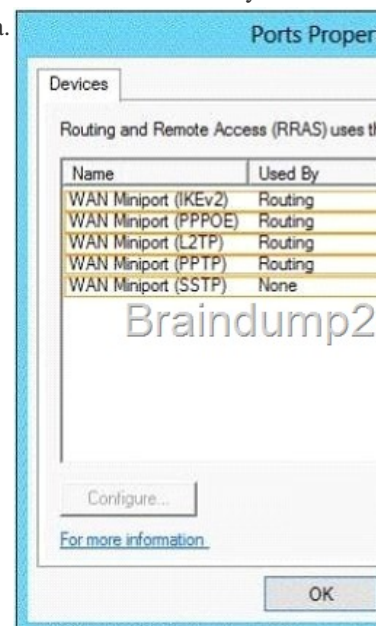 a.
Ports Proper
Devices
Routing and Remote Access (RRAS) uses th
Name Used By
WAN Miniport (IKEv2) Routing
WAN Miniport (PPPOE) Routing
WAN Miniport (L2TP) Routing
WAN Miniport (PPTP) Routing
WAN Miniport (SSTP) None
Braindump2
Configure...
For more information
OK